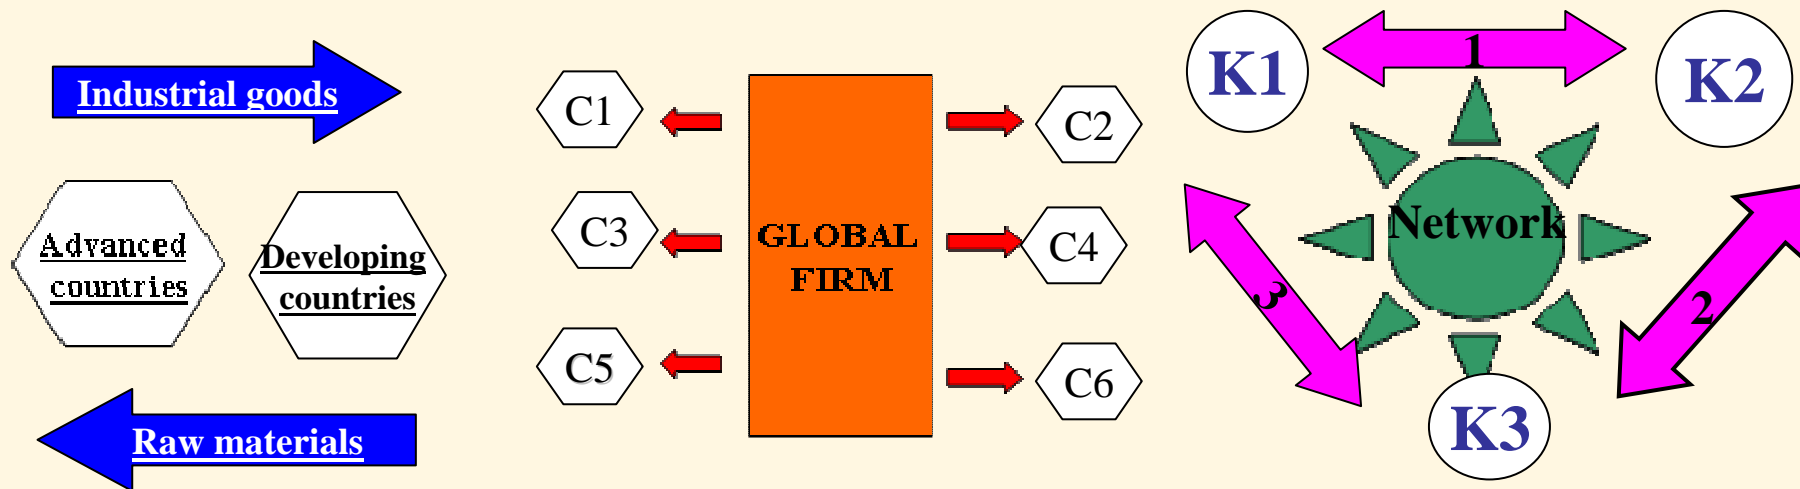 Industrial goods
Advanced
countries
Developing
countries
Raw materials
C1
C2
C3
C4
C5
C6
GLOBAL
FIRM
K1
1
K2
Network
3
2
K3